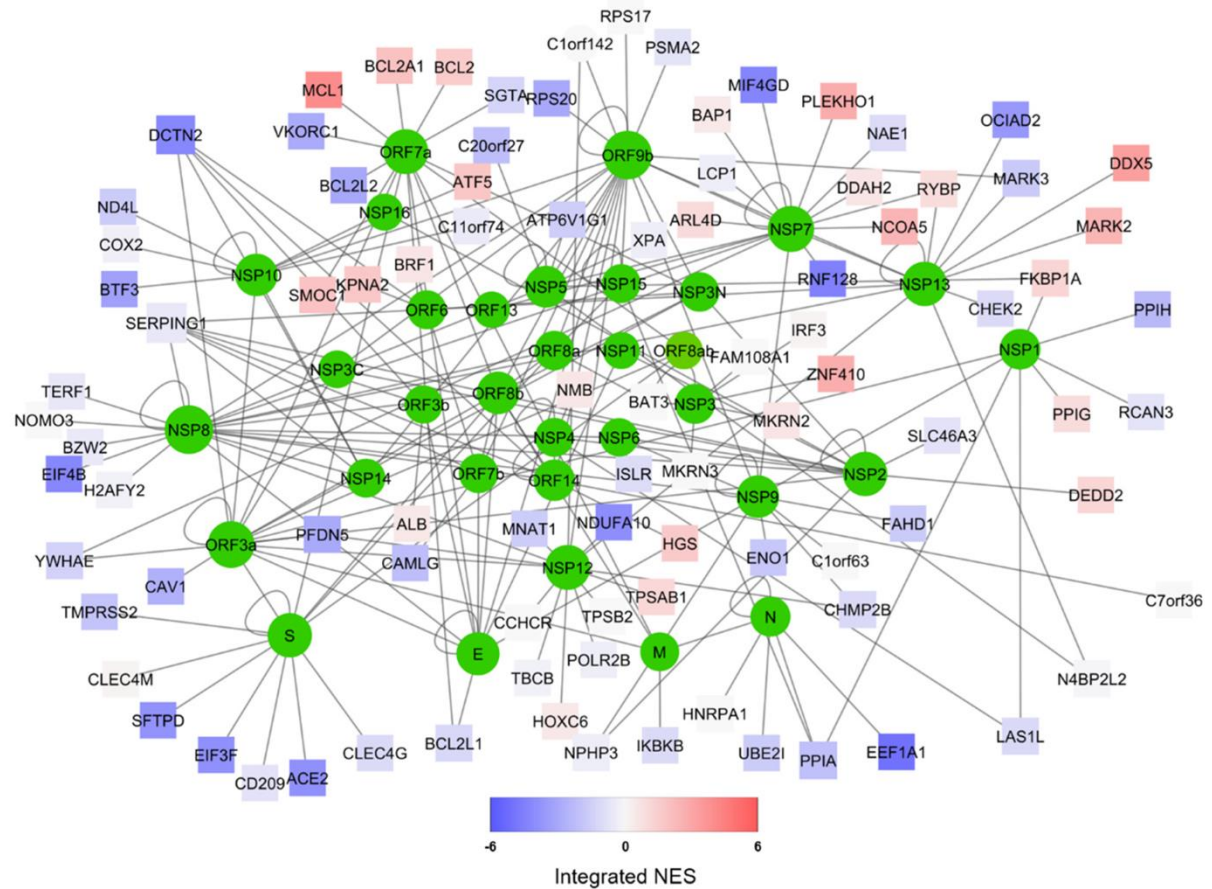 RPS17
C1orf142
PSMA2
BCL2A1
BCL2
MCL1
SGTA
RPS20
MIF4GD
PLEKHO1
BAP1
NAE1
OCIAD2
DCTN2
VKORC1
ORF7a
C20orf27
ORF9b
LCP1
DDAH2
RYBP
MARK3
DDX5
BCL2L2
ATF5
NSP16
ND4L
C11orf74
ATP6V1G1
ARL4D
XPA
NSP7
NCOA5
MARK2
COX2
NSP10
BRF1
BTF3
SMOC1
KPNA2
NSP5
NSP15
NSP3N
RNF128
NSP13
FKBP1A
SERPING1
ORF6
ORF13
CHEK2
PPIH
IRF3
NSP3C
ORF8a
NSP11
ORF8ab
FAM108A1
NSP1
ZNF410
TERF1
ORF3b
ORF8b
NMB
BAT3
NSP3
NOMO3
NSP8
MKRN2
PPIG
RCAN3
BZW2
NSP4
NSP6
SLC46A3
EIF4B
H2AFY2
NSP14
ORF7b
ORF14
ISLR
MKRN3
NSP2
NSP9
DEDD2
ORF3a
PFDN5
ALB
MNAT1
NDUFA10
FAHD1
YWHAE
CAMLG
HGS
ENO1
C1orf63
CAV1
NSP12
TMPRSS2
TPSAB1
CHMP2B
C7orf36
S
CCHCR
TPSB2
N
E
POLR2B
M
CLEC4M
TBCB
N4BP2L2
SFTPD
HOXC6
HNRPA1
EIF3F
CLEC4G
BCL2L1
NPHP3
IKBKB
UBE2I
PPIA
EEF1A1
LAS1L
CD209
ACE2
-6
0
6
Integrated NES